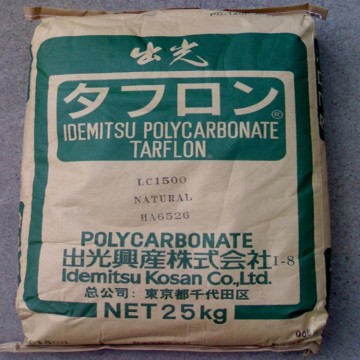 出光
タフロン®
IDEMITSU POLYCARBONATE
TARFLON
LC1500
NATURAL
HA6526
POLYCARBONATE
出光興産株式会社 1-8
Idemitsu Kosan Co.,Ltd.
总公司: 東京都千代田区
NET 25kg